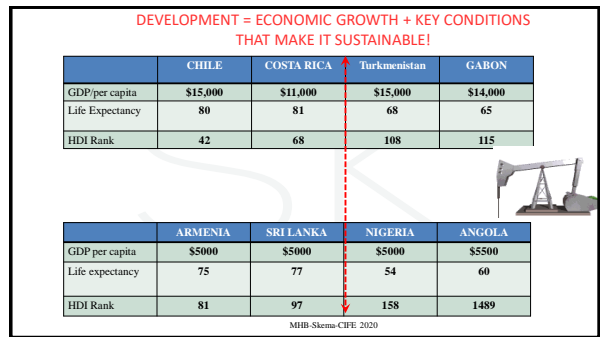 DEVELOPMENT = ECONOMIC GROWTH + KEY CONDITIONS
THAT MAKE IT SUSTAINABLE!
CHILE COSTA RICA Turkmenistan GABON
GDP/per capita $15,000 $11,000 $15,000 $14,000
Life Expectancy 80 81 68 65
HDI Rank 42 68 108 115
ARMENIA SRI LANKA NIGERIA ANGOLA
GDP per capita $5000 $5000 $5000 $5500
Life expectancy 75 77 54 60
HDI Rank 81 97 158 1489
MHB-Skema-CIFE 2020